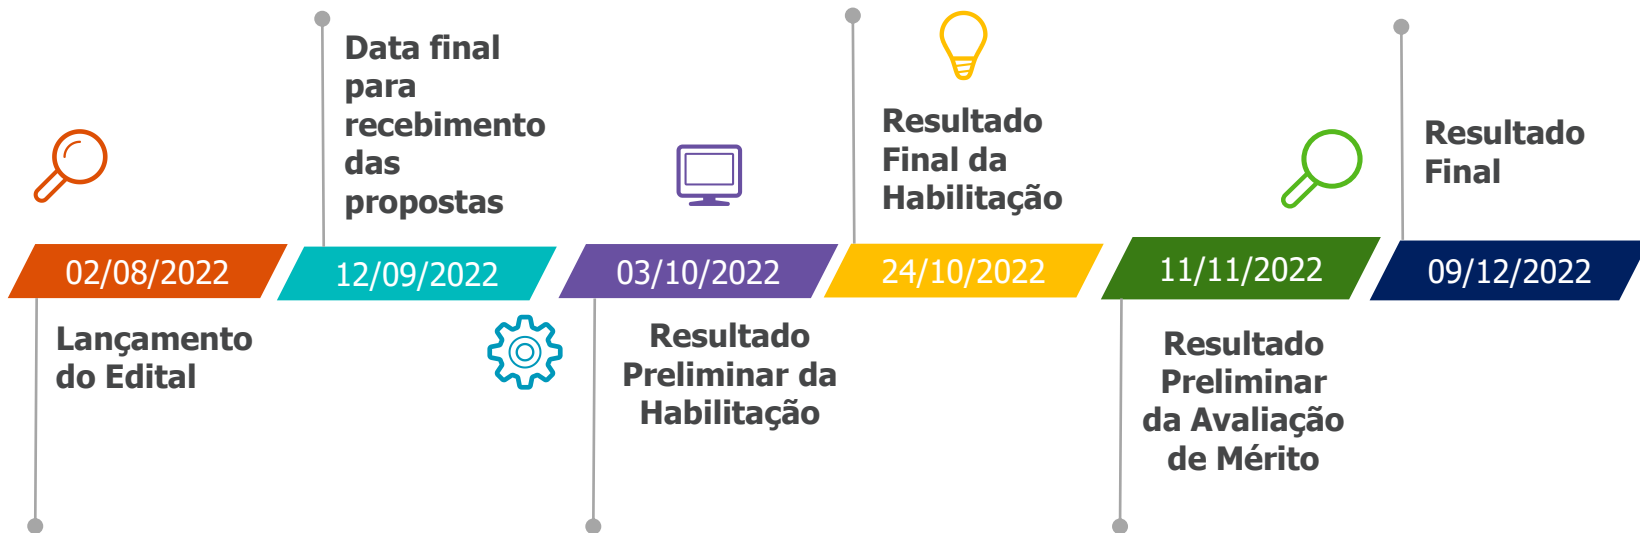 02/08/2022
Lançamento
do Edital
Data final
para
recebimento
das
propostas
12/09/2022
03/10/2022
Resultado
Preliminar da
Habilitação
Resultado
Final da
Habilitação
24/10/2022
11/11/2022
Resultado
Preliminar
da Avaliação
de Mérito
Resultado
Final
09/12/2022